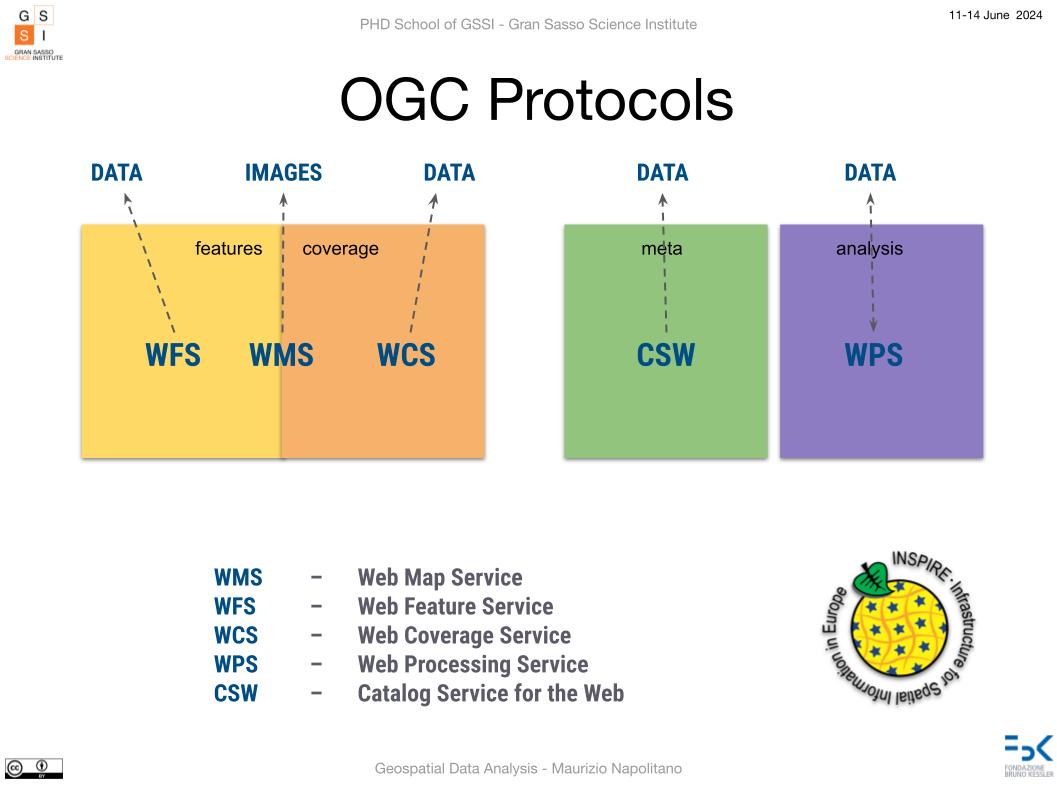 G S
S I
GRAN SASSO
SCIENCE INSTITUTE
PHD School of GSSI - Gran Sasso Science Institute
11-14 June 2024
OGC Protocols
DATA IMAGES DATA DATA DATA
features coverage meta analysis
WFS WMS WCS CSW WPS
WMS – Web Map Service
WFS – Web Feature Service
WCS – Web Coverage Service
WPS – Web Processing Service
CSW – Catalog Service for the Web
INSPIRE · Infrastructure for Spatial Information in Europe
cc
BY
Geospatial Data Analysis - Maurizio Napolitano
FBK
FONDAZIONE
BRUNO KESSLER